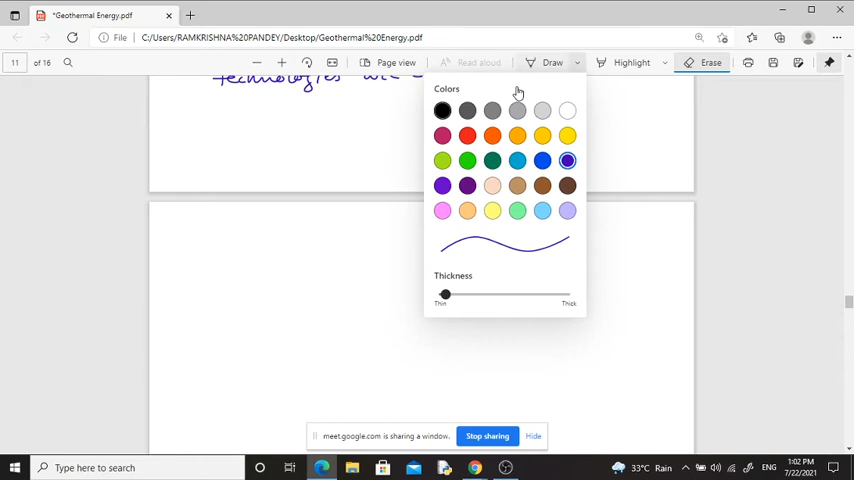 *Geothermal Energy.pdf
File C:/Users/RAMKRISHNA%20PANDEY/Desktop/Geothermal%20Energy.pdf
11 of 16 Page view Read aloud Draw Highlight Erase
technologies
Colors
Thickness
Thin Thick
meet.google.com is sharing a window. Stop sharing Hide
Type here to search 33°C Rain ENG 1:02 PM
7/22/2021